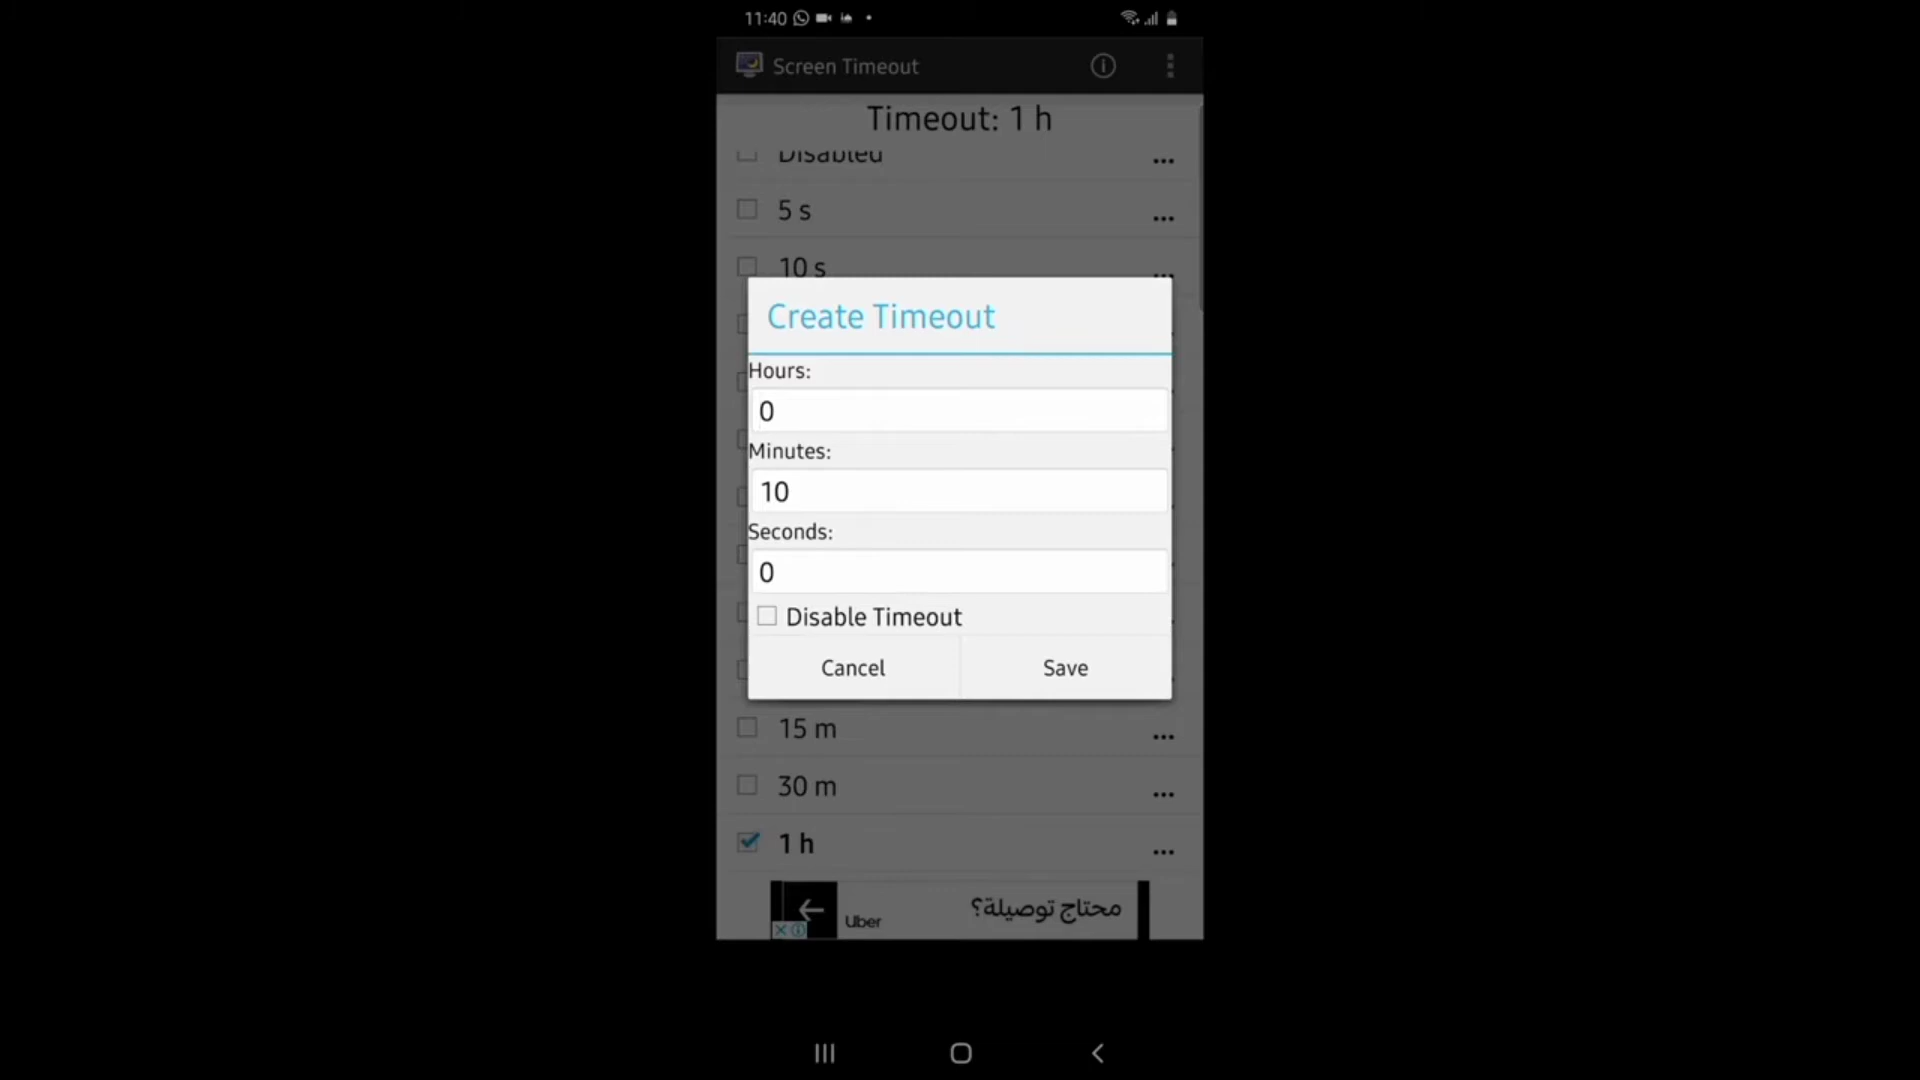 11:40
Screen Timeout
Timeout: 1 h
Disabled
5 s
10 s
Create Timeout
Hours:
0
Minutes:
10
Seconds:
0
Disable Timeout
Cancel
Save
15 m
30 m
1 h
Uber
محتاج توصيلة؟